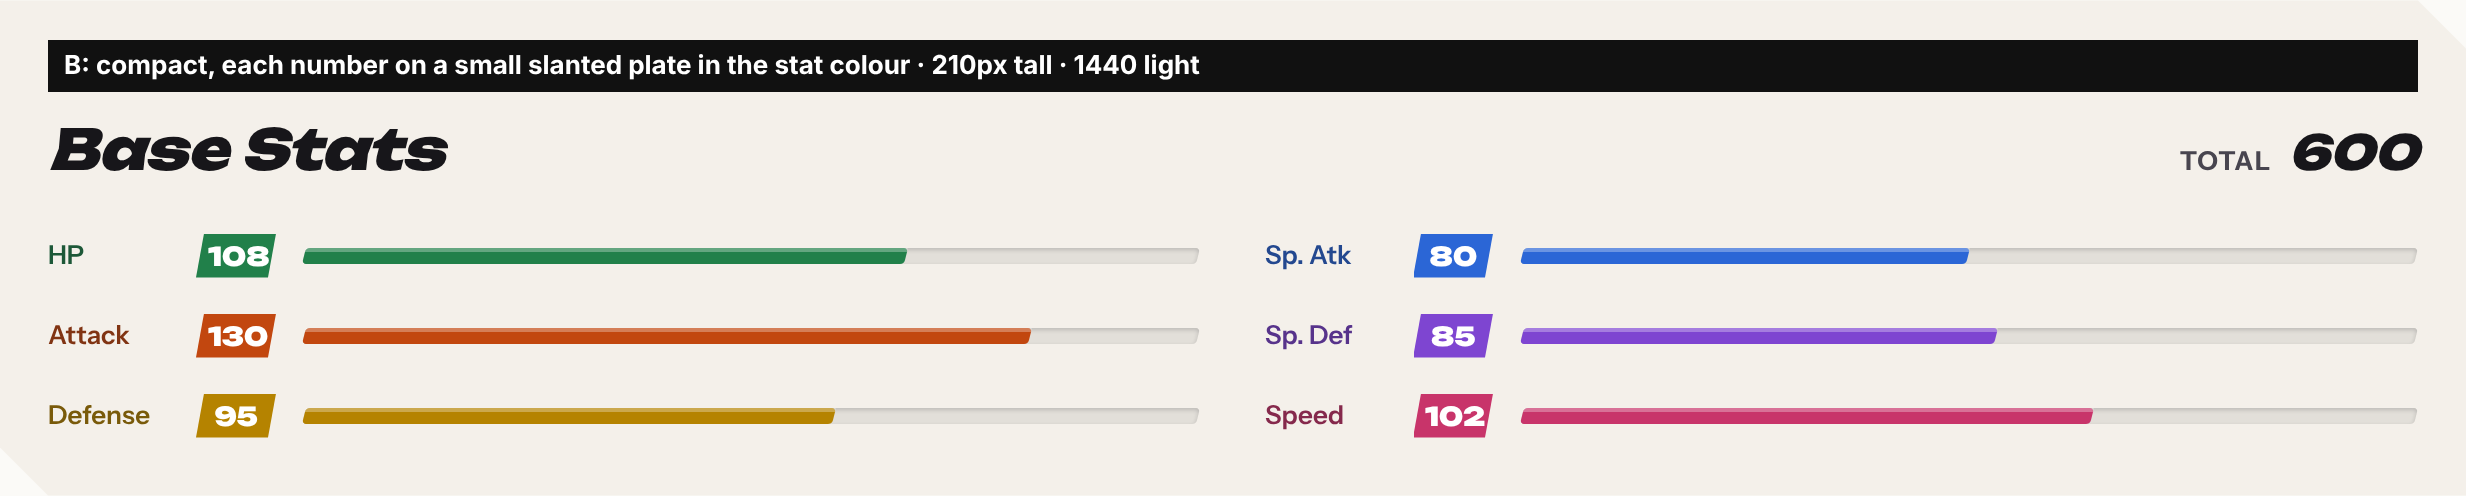 B: compact, each number on a small slanted plate in the stat colour · 210px tall · 1440 light
Base Stats
TOTAL 600
HP 108
Attack 130
Defense 95
Sp. Atk 80
Sp. Def 85
Speed 102